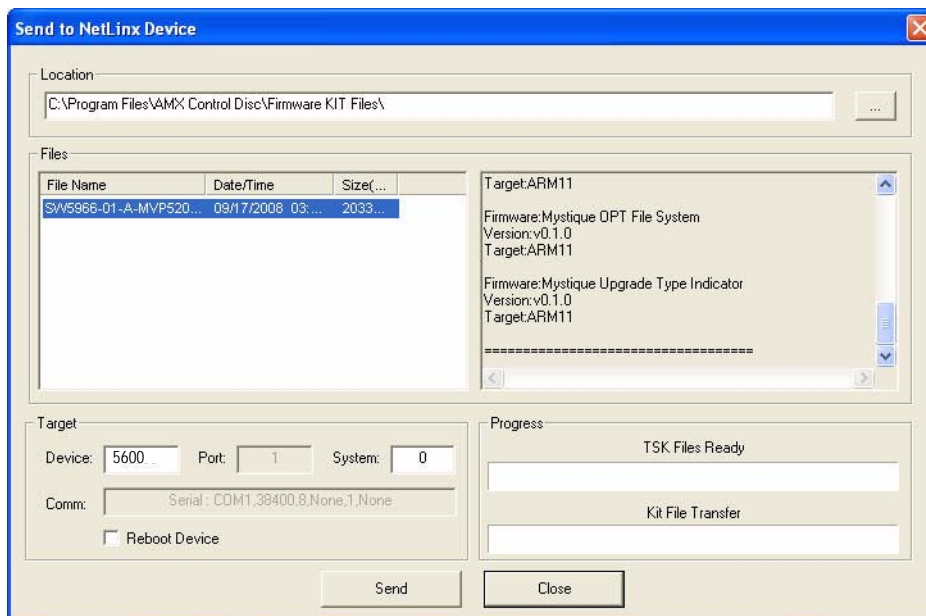 Send to NetLinx Device
Location
C:\Program Files\AMX Control Disc\Firmware KIT Files\
...
Files
File Name Date/Time Size(...
SW5966-01-A-MVP520... 09/17/2008 03:... 2033...
Target:ARM11
Firmware:Mystique OPT File System
Version:v0.1.0
Target:ARM11
Firmware:Mystique Upgrade Type Indicator
Version:v0.1.0
Target:ARM11
===================================
Target
Device: 5600 Port: 1 System: 0
Comm: Serial : COM1,38400,8,None,1,None
Reboot Device
Progress
TSK Files Ready
Kit File Transfer
Send
Close